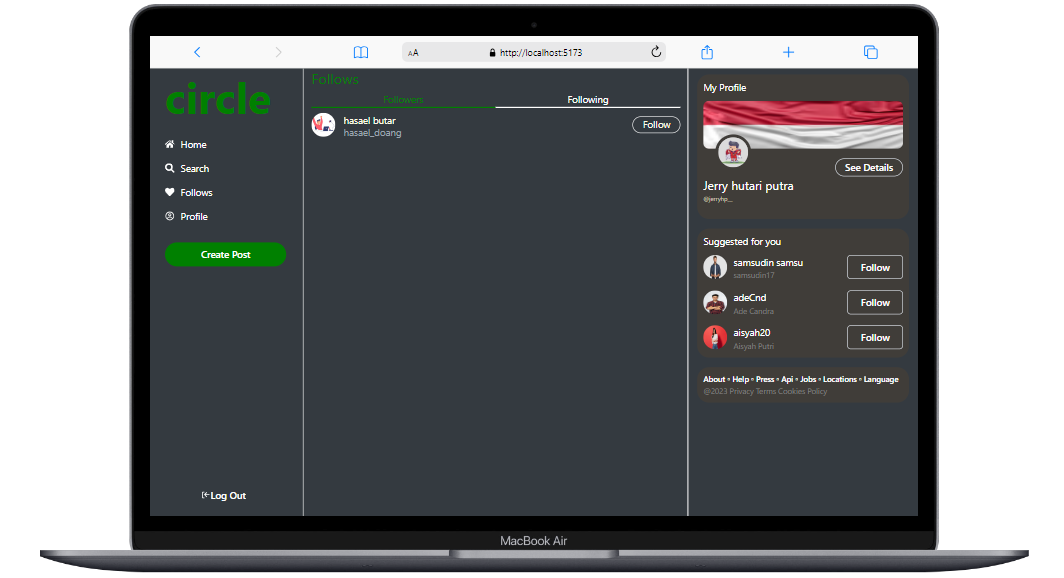 AA http://localhost:5173
circle
Home
Search
Follows
Profile
Create Post
Log Out
Follows
Followers Following
hasael butar
hasael_doang
Follow
My Profile
See Details
Jerry hutari putra
@jerryhp_
Suggested for you
samsudin samsu
samsudin17
Follow
adeCnd
Ade Candra
Follow
aisyah20
Aisyah Putri
Follow
About • Help • Press • Api • Jobs • Locations • Language
@2023 Privacy Terms Cookies Policy
MacBook Air